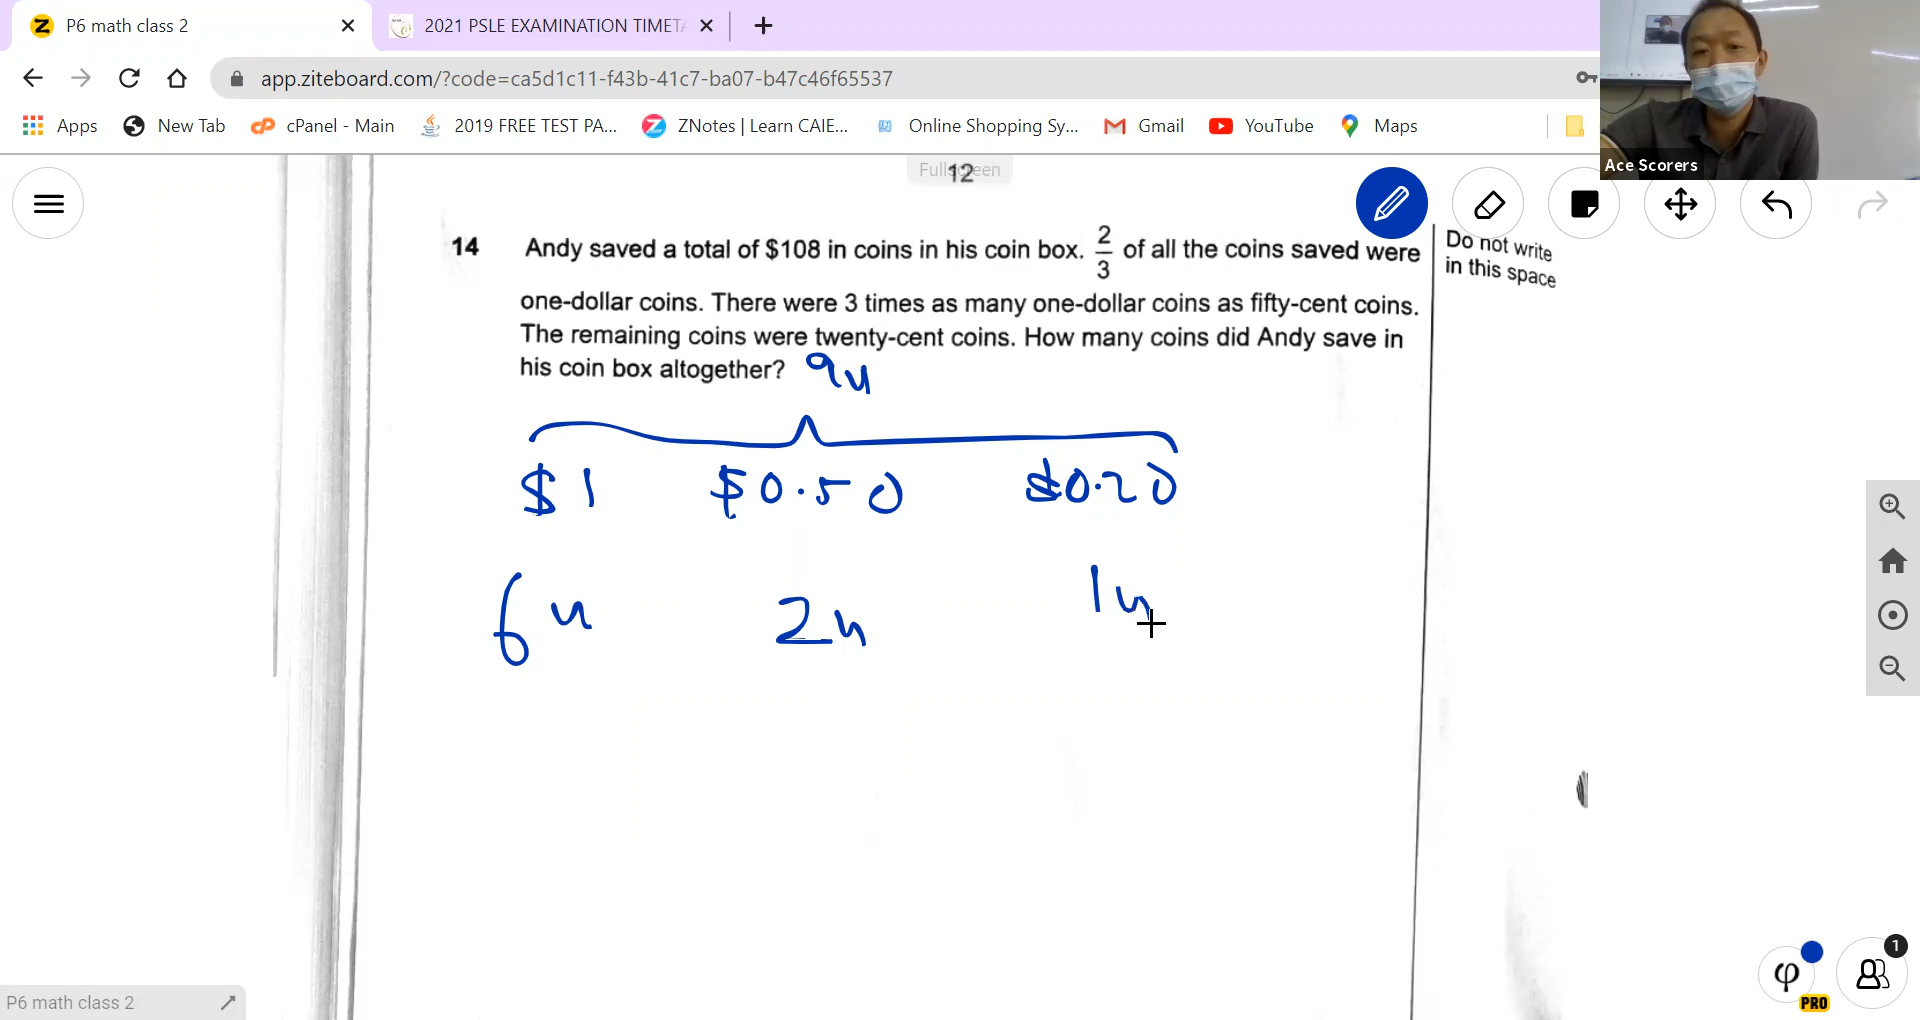 P6 math class 2
2021 PSLE EXAMINATION TIMET
app.ziteboard.com/?code=ca5d1c11-f43b-41c7-ba07-b47c46f65537
Apps New Tab cPanel - Main 2019 FREE TEST PA... ZNotes | Learn CAIE... Online Shopping Sy... Gmail YouTube Maps
Ace Scorers
12
14 Andy saved a total of $108 in coins in his coin box. 2/3 of all the coins saved were
one-dollar coins. There were 3 times as many one-dollar coins as fifty-cent coins.
The remaining coins were twenty-cent coins. How many coins did Andy save in
his coin box altogether?
Do not write
in this space
9u
$1 $0.50 $0.20
6u 2u 1u
P6 math class 2
φ
PRO
1